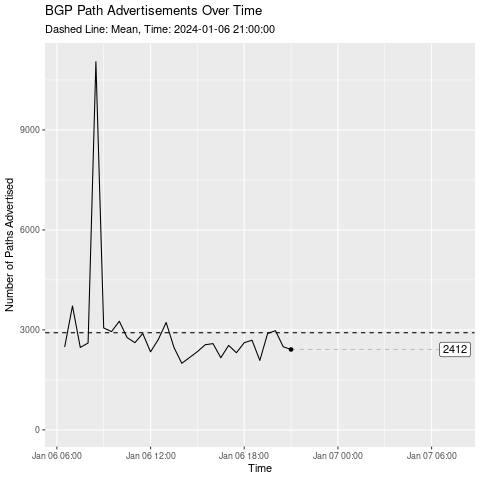 BGP Path Advertisements Over Time
Dashed Line: Mean, Time: 2024-01-06 21:00:00
Number of Paths Advertised
9000
6000
3000
0
2412
Jan 06 06:00
Jan 06 12:00
Jan 06 18:00
Jan 07 00:00
Jan 07 06:00
Time